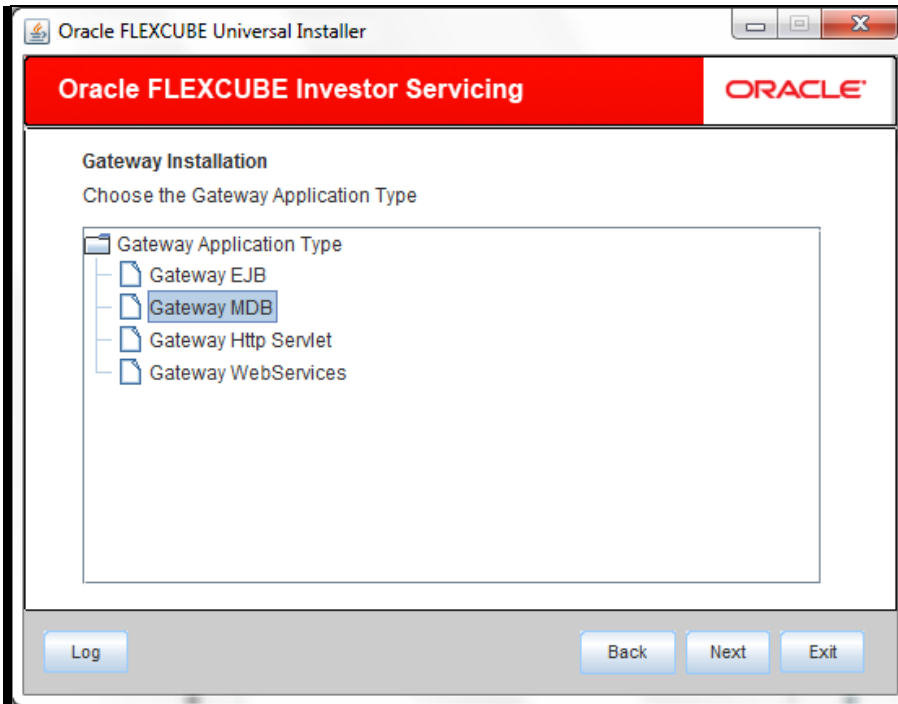 Oracle FLEXCUBE Universal Installer
Oracle FLEXCUBE Investor Servicing
ORACLE
Gateway Installation
Choose the Gateway Application Type
Gateway Application Type
Gateway EJB
Gateway MDB
Gateway Http Servlet
Gateway WebServices
Log
Back
Next
Exit